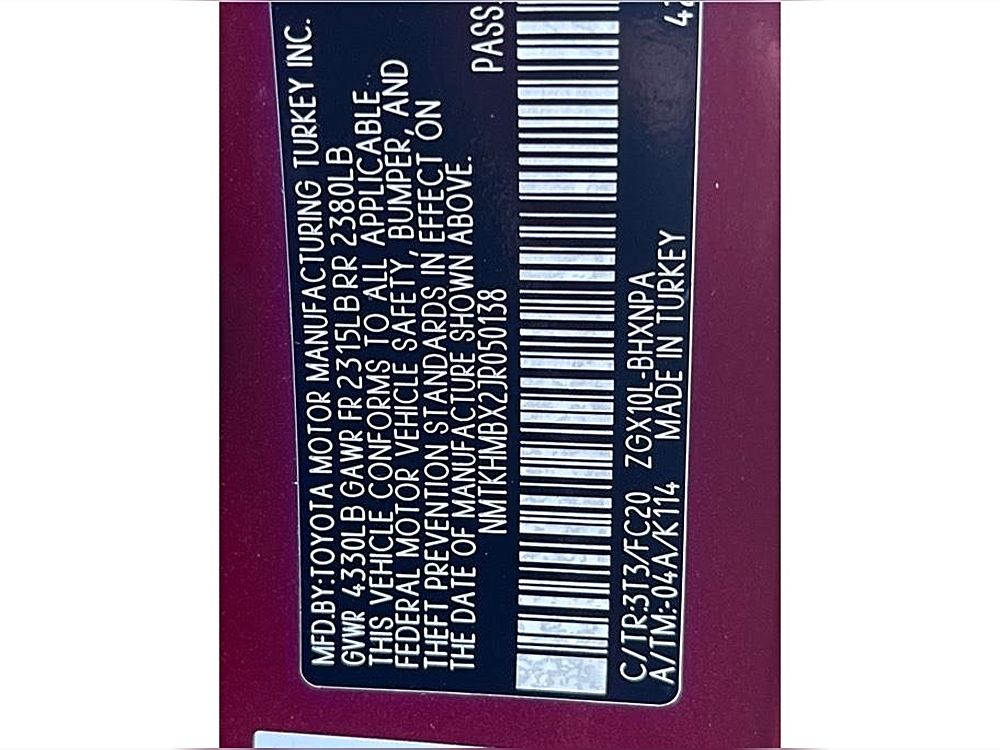 MFD.BY:TOYOTA MOTOR MANUFACTURING TURKEY INC.
GVWR 4330LB GAWR FR 2315LB RR 2380LB
THIS VEHICLE CONFORMS TO ALL APPLICABLE
FEDERAL MOTOR VEHICLE SAFETY, BUMPER, AND
THEFT PREVENTION STANDARDS IN EFFECT ON
THE DATE OF MANUFACTURE SHOWN ABOVE.
NMTKHMBX2JR050138 PASS
C/TR:3T3/FC20 ZGX10L-BHXNPA
A/TM:-04A/K114 MADE IN TURKEY